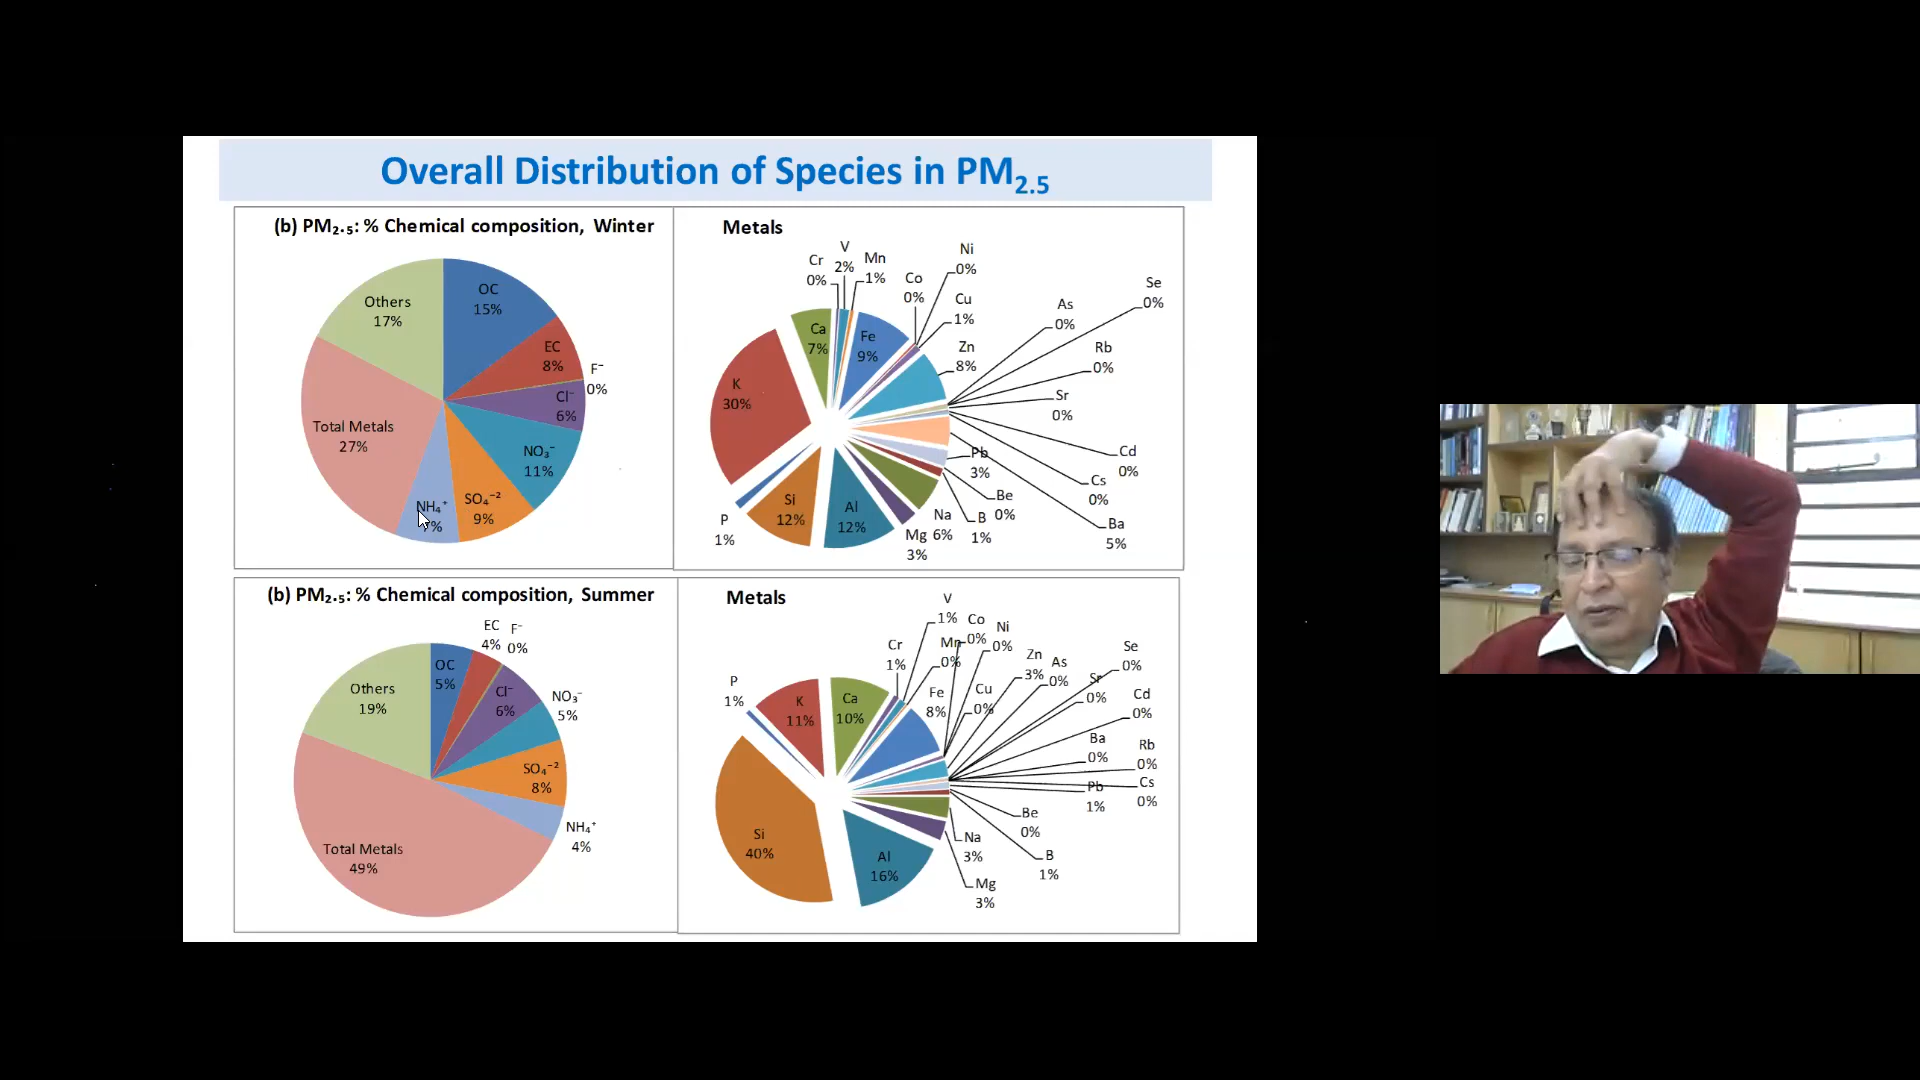 Overall Distribution of Species in PM2.5
(b) PM₂.₅: % Chemical composition, Winter
OC
15%
EC
8%
F⁻
0%
Cl⁻
6%
NO₃⁻
11%
SO₄⁻²
9%
NH₄⁺
7%
Total Metals
27%
Others
17%
Metals
Cr
0%
V
2%
Mn
1%
Fe
9%
Co
0%
Ni
0%
Cu
1%
Zn
8%
As
0%
Se
0%
Rb
0%
Sr
0%
Cd
0%
Cs
0%
Ba
5%
Pb
3%
Be
0%
B
1%
Na
6%
Mg
3%
Al
12%
Si
12%
P
1%
K
30%
Ca
7%
(b) PM₂.₅: % Chemical composition, Summer
OC
5%
EC
4%
F⁻
0%
Cl⁻
6%
NO₃⁻
5%
SO₄⁻²
8%
NH₄⁺
4%
Total Metals
49%
Others
19%
Metals
P
1%
K
11%
Ca
10%
Cr
1%
V
1%
Mn
0%
Fe
8%
Co
0%
Ni
0%
Cu
0%
Zn
3%
As
0%
Se
0%
Sr
0%
Cd
0%
Ba
0%
Rb
0%
Cs
0%
Pb
1%
Be
0%
B
1%
Na
3%
Mg
3%
Al
16%
Si
40%